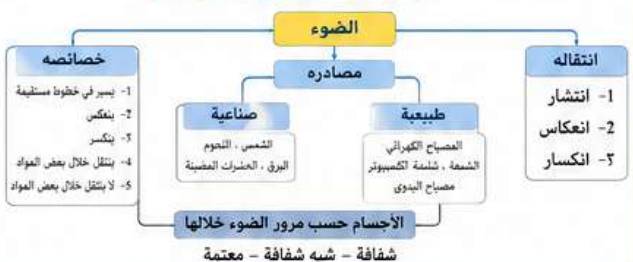 الضوء
انتقاله
1- انتشار
2- انعكاس
3- انكسار
مصادره
طبيعية
المصباح الكهربائي
الشمعة ، شاشة الكمبيوتر
مصباح اليدوى
صناعية
الشمس ، النجوم
البرق ، الحشرات المضيئة
خصائصه
1- يسير في خطوط مستقيمة
2- ينعكس
3- ينكسر
4- ينتقل خلال بعض المواد
5- لا ينتقل خلال بعض المواد
الأجسام حسب مرور الضوء خلالها
شفافة – شبه شفافة – معتمة